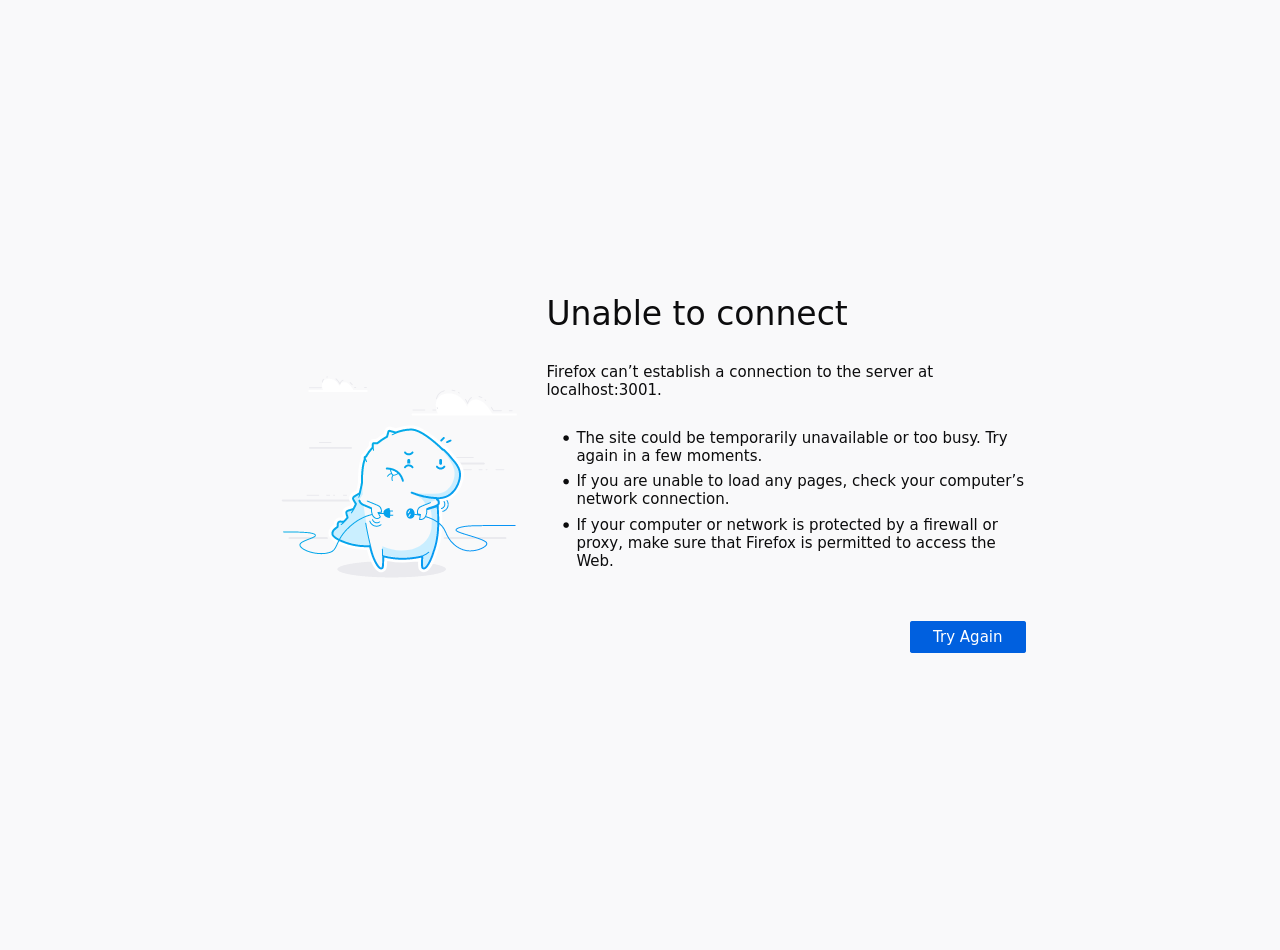 Unable to connect
Firefox can’t establish a connection to the server at
localhost:3001.
The site could be temporarily unavailable or too busy. Try
again in a few moments.
If you are unable to load any pages, check your computer’s
network connection.
If your computer or network is protected by a firewall or
proxy, make sure that Firefox is permitted to access the
Web.
Try Again